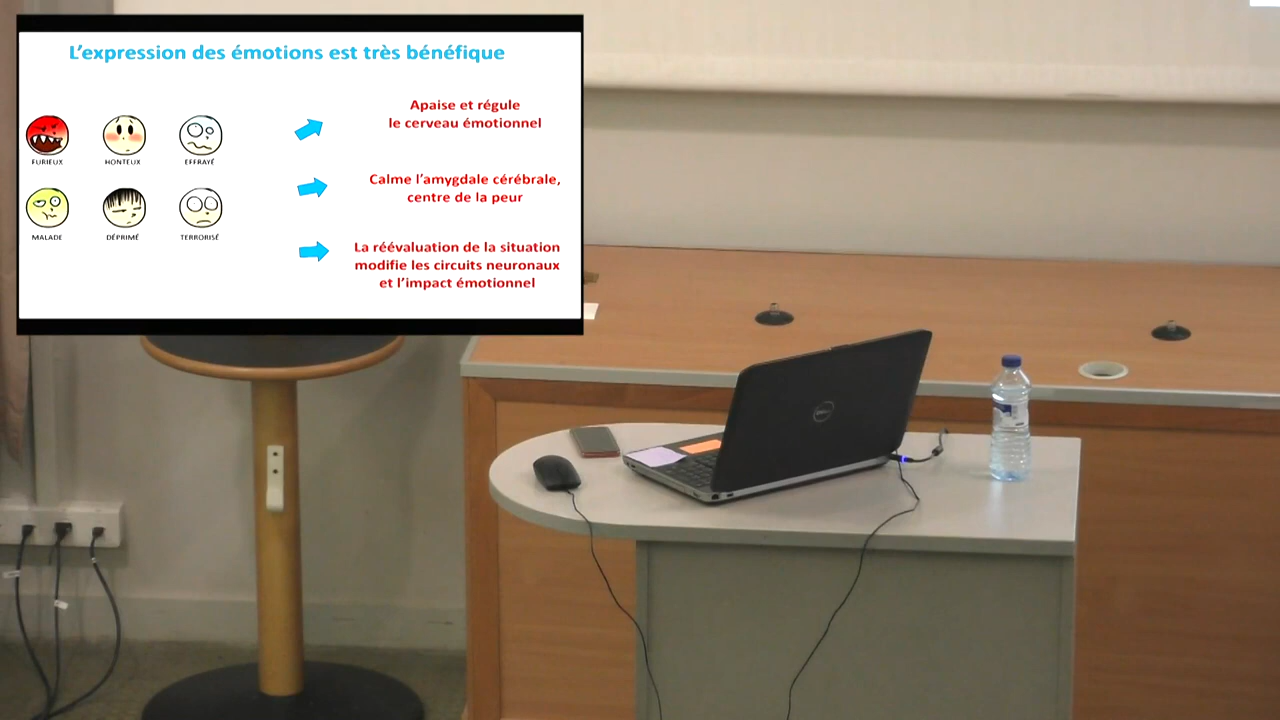 L'expression des émotions est très bénéfique
Apaise et régule
le cerveau émotionnel
FURIEUX
HONTEUX
EFFRAYÉ
Calme l'amygdale cérébrale,
centre de la peur
MALADE
DÉPRIMÉ
TERRORISÉ
La réévaluation de la situation
modifie les circuits neuronaux
et l'impact émotionnel
DELL